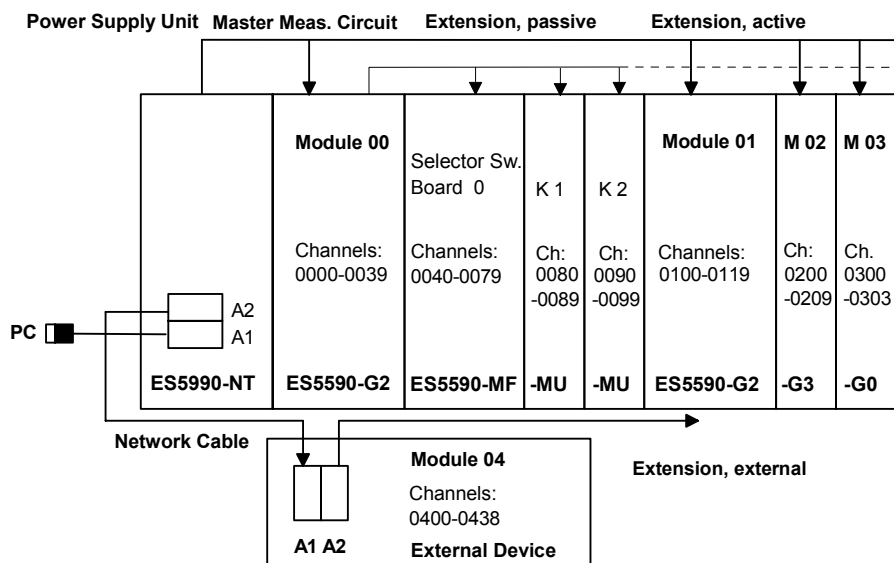 Power Supply Unit Master Meas. Circuit Extension, passive Extension, active
Module 00 Module 01 M 02 M 03
Selector Sw.
Board 0 K 1 K 2
Channels: Channels: Ch: Ch: Channels: Ch: Ch.
0000-0039 0040-0079 0080 0090 0100-0119 0200 0300
-0089 -0099 -0209 -0303
A2
PC A1
ES5990-NT ES5590-G2 ES5590-MF -MU -MU ES5590-G2 -G3 -G0
Network Cable
Module 04 Extension, external
Channels:
0400-0438
A1 A2 External Device